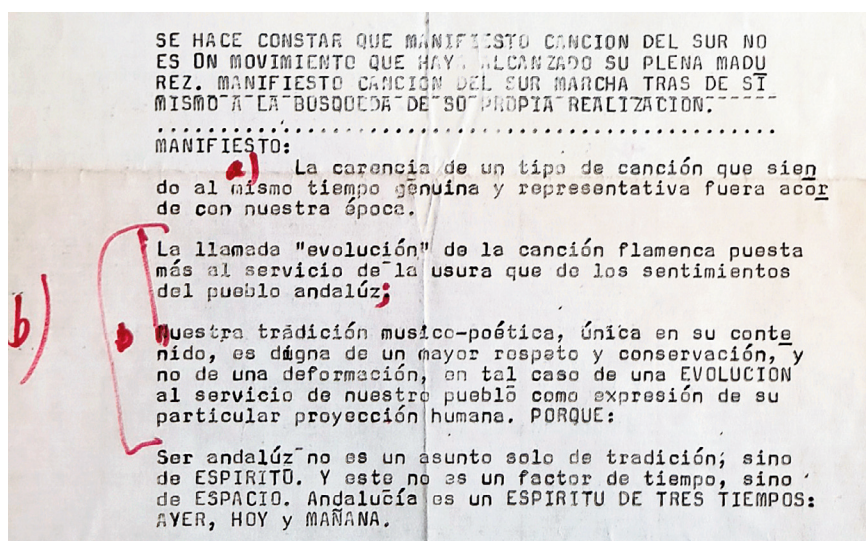 SE HACE CONSTAR QUE MANIFIESTO CANCION DEL SUR NO
ES UN MOVIMIENTO QUE HAYA ALCANZADO SU PLENA MADU
REZ. MANIFIESTO CANCION DEL SUR MARCHA TRAS DE SI
MISMO A LA BUSQUEDA DE SU PROPIA REALIZACION.------
....................................................
MANIFIESTO:
a) La carencia de un tipo de canción que sien
do al mismo tiempo genuina y representativa fuera acor
de con nuestra época.
La llamada "evolución" de la canción flamenca puesta
más al servicio de la usura que de los sentimientos
del pueblo andalúz;
b)
b) Nuestra tradición musico-poética, única en su conte
nido, es digna de un mayor respeto y conservación, y
no de una deformación, en tal caso de una EVOLUCION
al servicio de nuestro pueblo como expresión de su
particular proyección humana. PORQUE:
Ser andalúz no es un asunto solo de tradición; sino
de ESPIRITU. Y este no es un factor de tiempo, sino
de ESPACIO. Andalucía es un ESPIRITU DE TRES TIEMPOS:
AYER, HOY y MAÑANA.